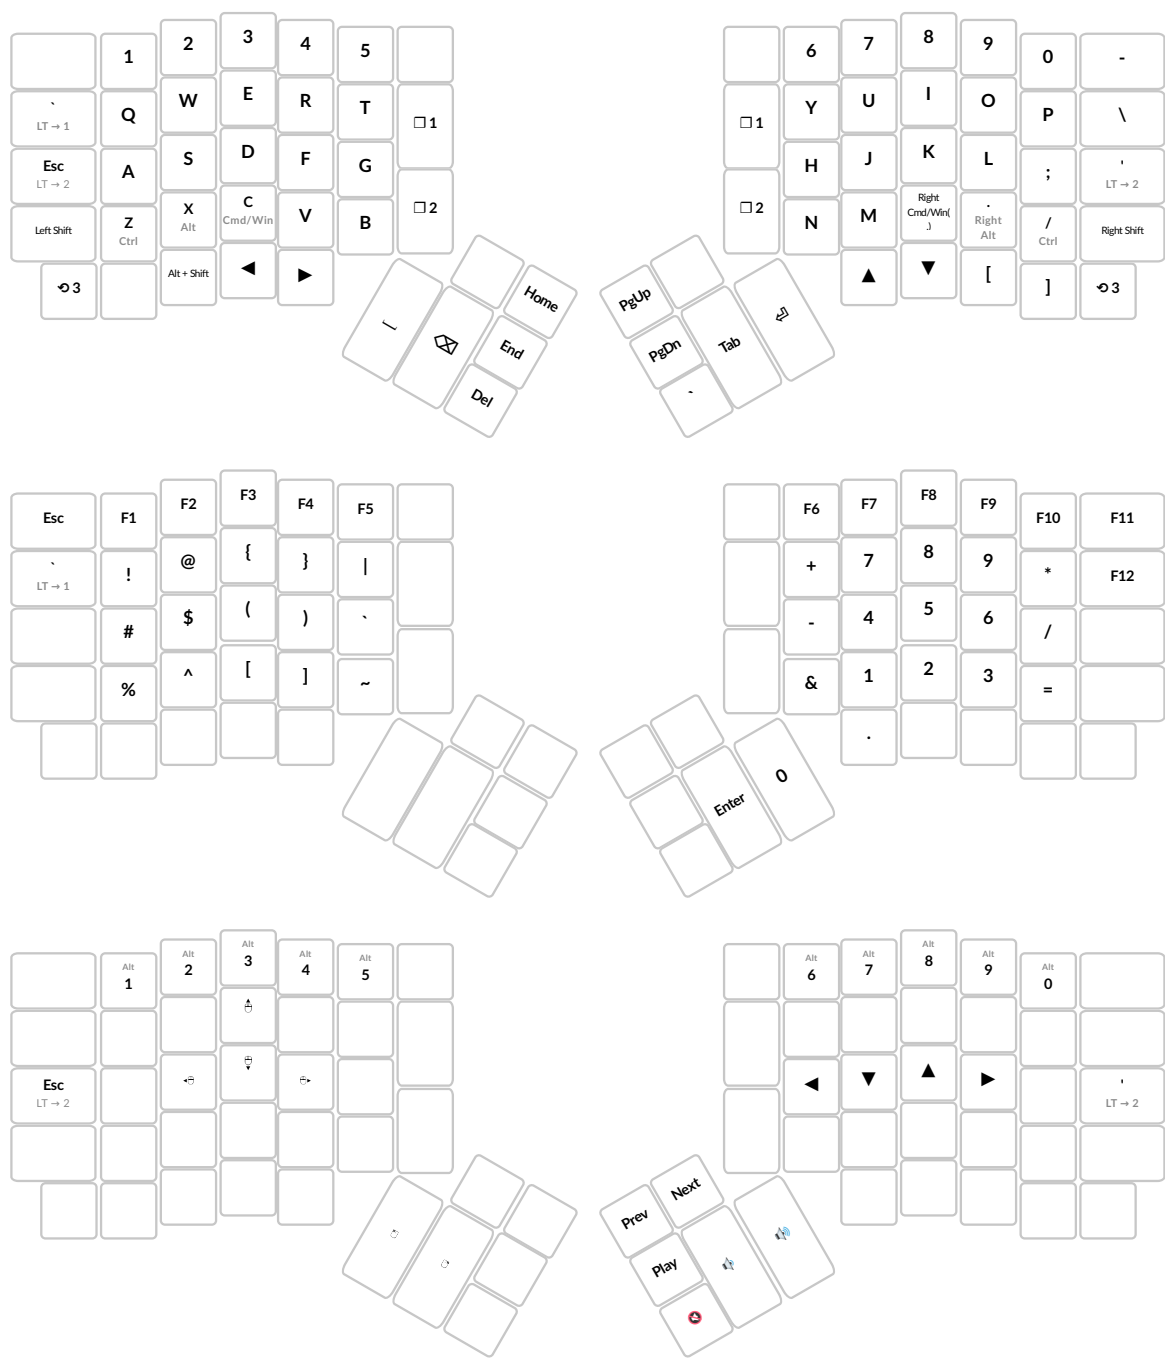 1 2 3 4 5
6 7 8 9 0 -
` Q W E R T
LT → 1
❐ 1
❐ 1
Y U I O P \
Esc A S D F G
LT → 2
H J K L ; '
LT → 2
Left Shift Z X C V B
Ctrl Alt Cmd/Win
❐ 2
❐ 2
N M Right . / Right Shift
Cmd/Win( Right Ctrl
.) Alt
⟲ 3 Alt + Shift ◀ ▶
▲ ▼ [ ] ⟲ 3
Home
⌫
End
Del
PgUp
⏎
Tab
PgDn
`
Esc F1 F2 F3 F4 F5
F6 F7 F8 F9 F10 F11
` ! @ { } |
LT → 1
+ 7 8 9 * F12
# $ ( ) `
- 4 5 6 /
% ^ [ ] ~
& 1 2 3 =
.
0
Enter
Alt Alt Alt Alt Alt
1 2 3 4 5
Alt Alt Alt Alt Alt
6 7 8 9 0
Esc
LT → 2
◀ ▼ ▲ ▶ '
LT → 2
Next
Prev
Play